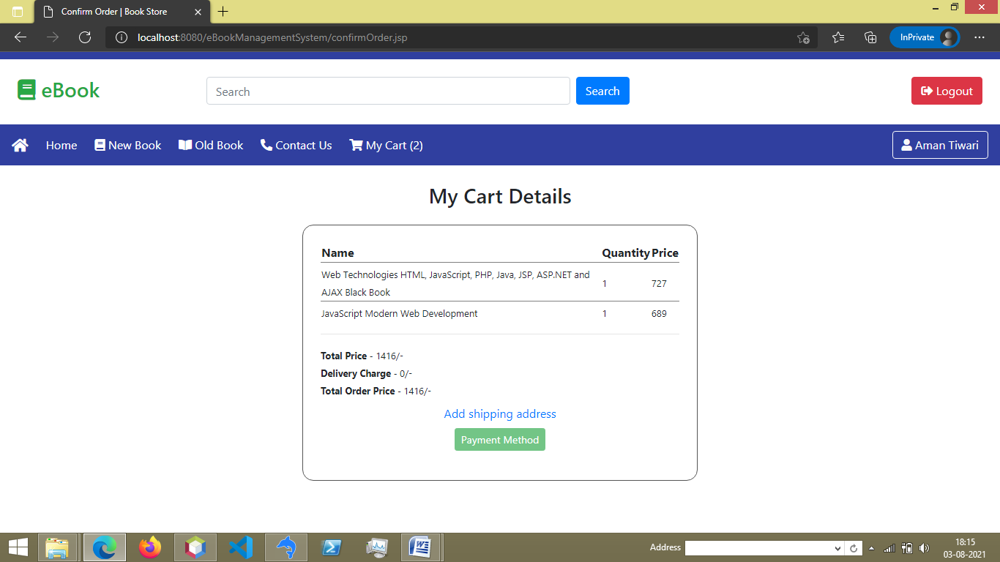 Confirm Order | Book Store
localhost:8080/eBookManagementSystem/confirmOrder.jsp
InPrivate
eBook
Search
Search
Logout
Home
New Book
Old Book
Contact Us
My Cart (2)
Aman Tiwari
My Cart Details
Name Quantity Price
Web Technologies HTML, JavaScript, PHP, Java, JSP, ASP.NET and
AJAX Black Book
1 727
JavaScript Modern Web Development 1 689
Total Price - 1416/-
Delivery Charge - 0/-
Total Order Price - 1416/-
Add shipping address
Payment Method
Address
18:15
03-08-2021